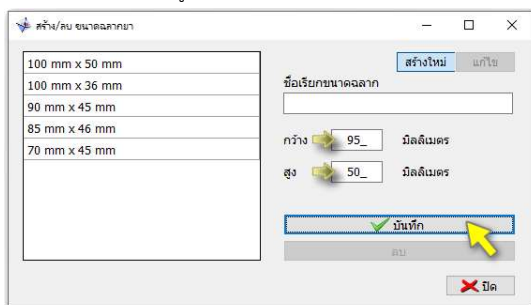 สร้าง/ลบ ขนาดฉลากยา
100 mm x 50 mm
100 mm x 36 mm
90 mm x 45 mm
85 mm x 46 mm
70 mm x 45 mm
สร้างใหม่ แก้ไข
ชื่อเรียกขนาดฉลาก
กว้าง 95_ มิลลิเมตร
สูง 50_ มิลลิเมตร
บันทึก
ลบ
ปิด